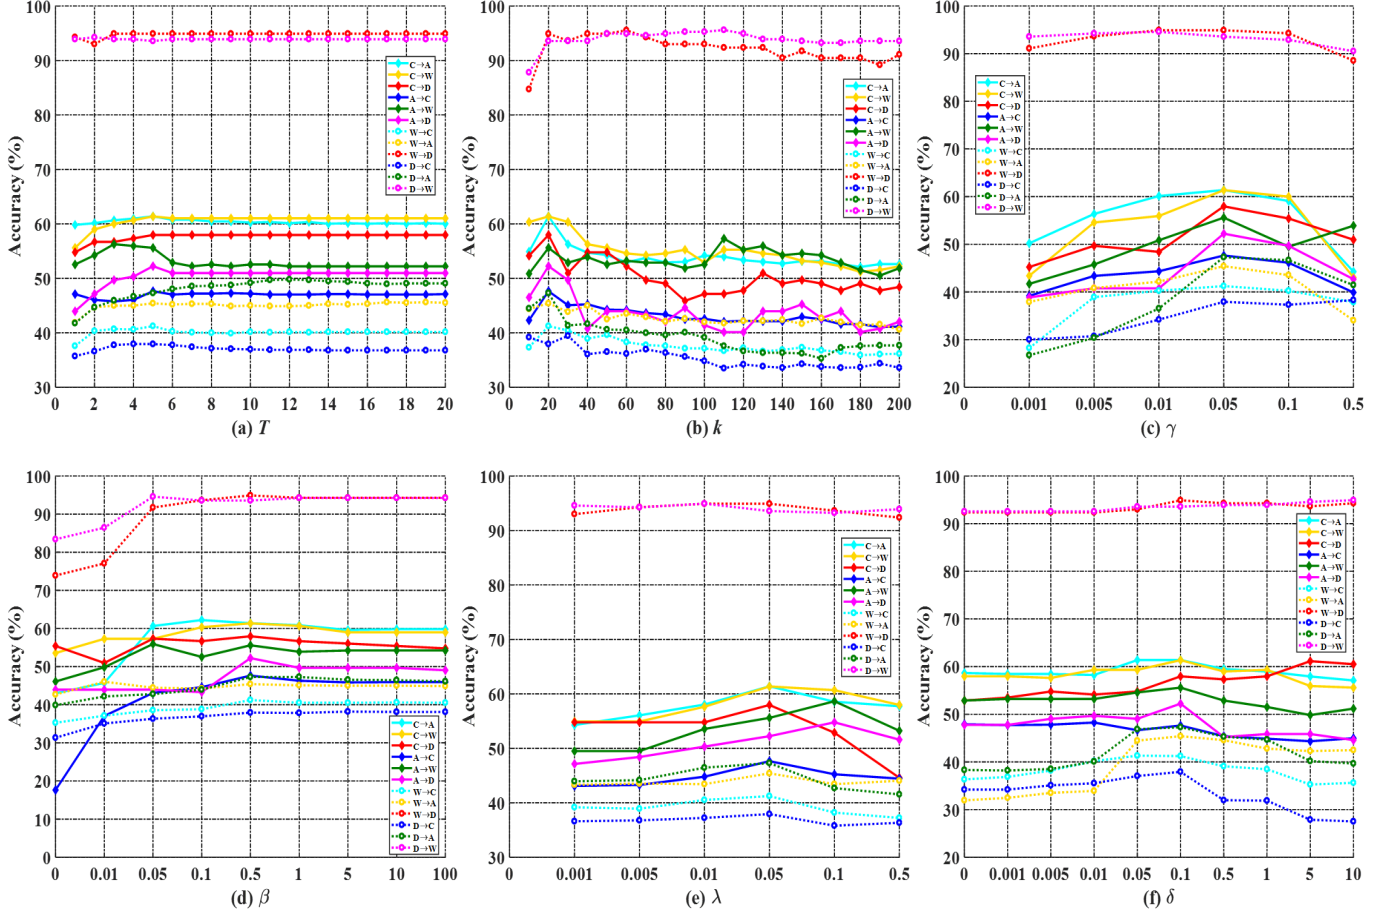 Accuracy (%)
100
90
80
70
60
50
40
30
0 2 4 6 8 10 12 14 16 18 20
(a) T
C→A
C→W
C→D
A→C
A→W
A→D
W→C
W→A
W→D
D→C
D→A
D→W
Accuracy (%)
100
90
80
70
60
50
40
30
0 20 40 60 80 100 120 140 160 180 200
(b) k
C→A
C→W
C→D
A→C
A→W
A→D
W→C
W→A
W→D
D→C
D→A
D→W
Accuracy (%)
100
90
80
70
60
50
40
30
20
0 0.001 0.005 0.01 0.05 0.1 0.5
(c) γ
C→A
C→W
C→D
A→C
A→W
A→D
W→C
W→A
W→D
D→C
D→A
D→W
Accuracy (%)
100
90
80
70
60
50
40
30
20
10
0
0 0.01 0.05 0.1 0.5 1 5 10 100
(d) β
C→A
C→W
C→D
A→C
A→W
A→D
W→C
W→A
W→D
D→C
D→A
D→W
Accuracy (%)
100
90
80
70
60
50
40
30
0.001 0.005 0.01 0.05 0.1 0.5
(e) λ
C→A
C→W
C→D
A→C
A→W
A→D
W→C
W→A
W→D
D→C
D→A
D→W
Accuracy (%)
100
90
80
70
60
50
40
30
20
0 0.001 0.005 0.01 0.05 0.1 0.5 1 5 10
(f) δ
C→A
C→W
C→D
A→C
A→W
A→D
W→C
W→A
W→D
D→C
D→A
D→W